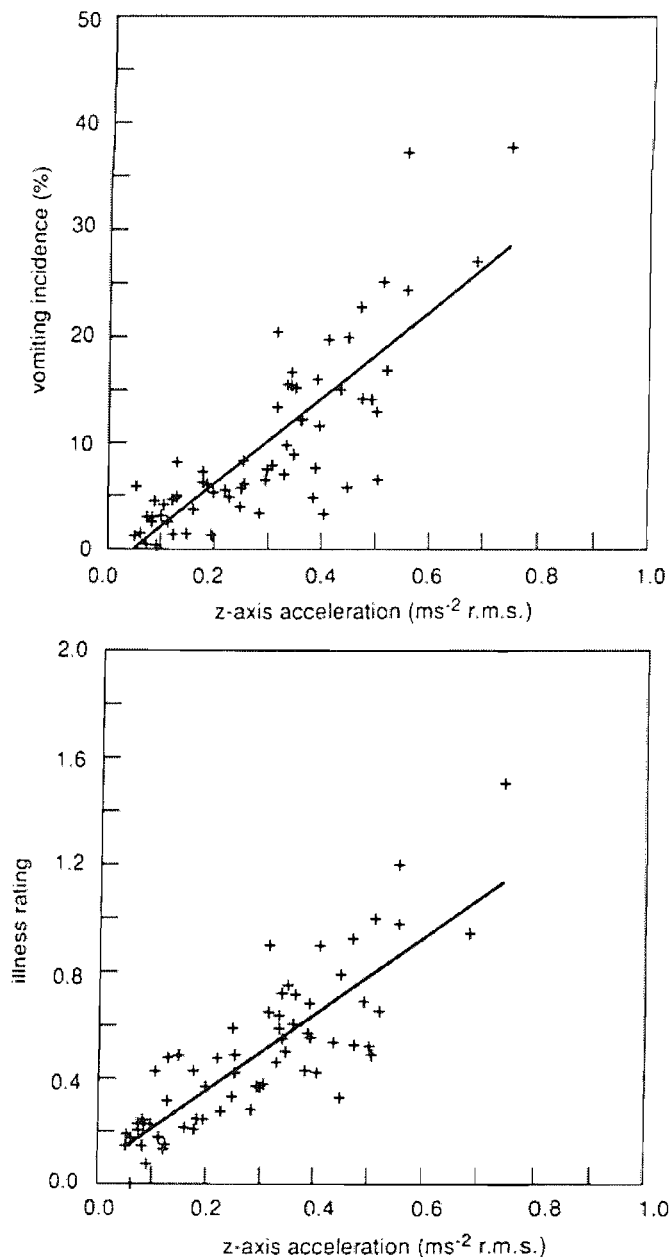 50
40
30
20
10
0
vomiting incidence (%)
0.0 0.2 0.4 0.6 0.8 1.0
z-axis acceleration (ms⁻² r.m.s.)
2.0
1.6
1.2
0.8
0.4
0.0
illness rating
0.0 0.2 0.4 0.6 0.8 1.0
z-axis acceleration (ms⁻² r.m.s.)